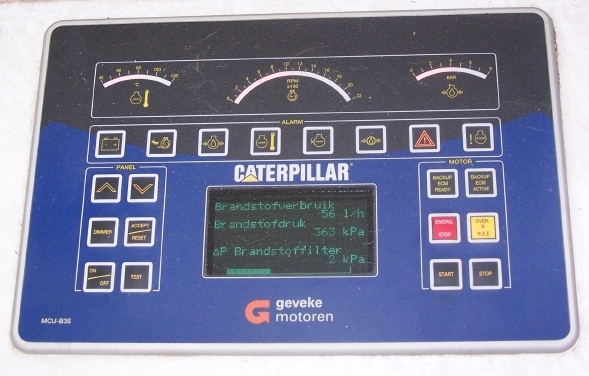 RPM
x100
BAR
ALARM
PANEL
DIMMER
ACCEPT
RESET
ON
OFF
TEST
CATERPILLAR
Brandstofverbruik
56 l/h
Brandstofdruk
363 kPa
ΔP Brandstoffilter
2 kPa
MOTOR
BACKUP
ECM
READY
BACKUP
ECM
ACTIVE
EMERG.
STOP
OVER-
R
RULE
START
STOP
MCU-B3S
geveke
motoren